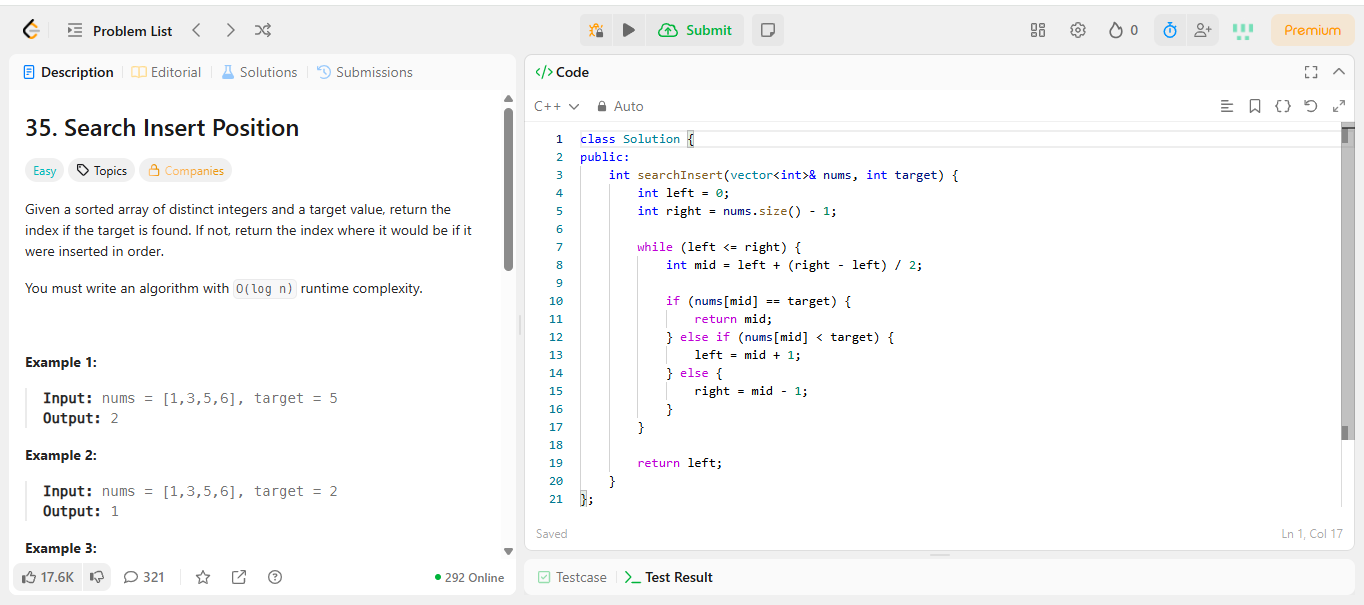 Problem List
Submit
0
Premium
Description
Editorial
Solutions
Submissions
35. Search Insert Position
Easy
Topics
Companies
Given a sorted array of distinct integers and a target value, return the
index if the target is found. If not, return the index where it would be if it
were inserted in order.
You must write an algorithm with O(log n) runtime complexity.
Example 1:
Input: nums = [1,3,5,6], target = 5
Output: 2
Example 2:
Input: nums = [1,3,5,6], target = 2
Output: 1
Example 3:
17.6K
321
292 Online
</> Code
C++
Auto
1 class Solution {
2 public:
3     int searchInsert(vector<int>& nums, int target) {
4         int left = 0;
5         int right = nums.size() - 1;
6
7         while (left <= right) {
8             int mid = left + (right - left) / 2;
9
10             if (nums[mid] == target) {
11                 return mid;
12             } else if (nums[mid] < target) {
13                 left = mid + 1;
14             } else {
15                 right = mid - 1;
16             }
17         }
18
19         return left;
20     }
21 };
Saved
Ln 1, Col 17
Testcase
Test Result